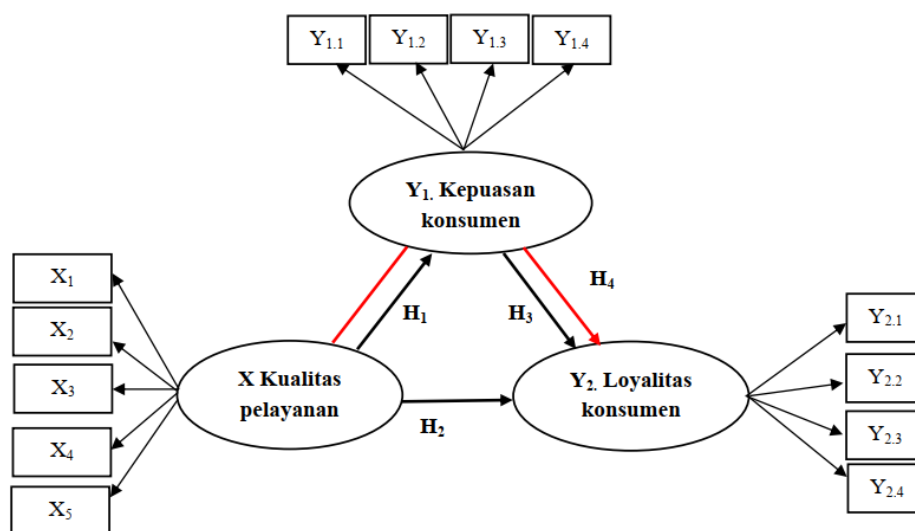 Y1.1
Y1.2
Y1.3
Y1.4
Y1. Kepuasan
konsumen
X1
X2
X3
X4
X5
H1
H3
H4
X Kualitas
pelayanan
H2
Y2. Loyalitas
konsumen
Y2.1
Y2.2
Y2.3
Y2.4